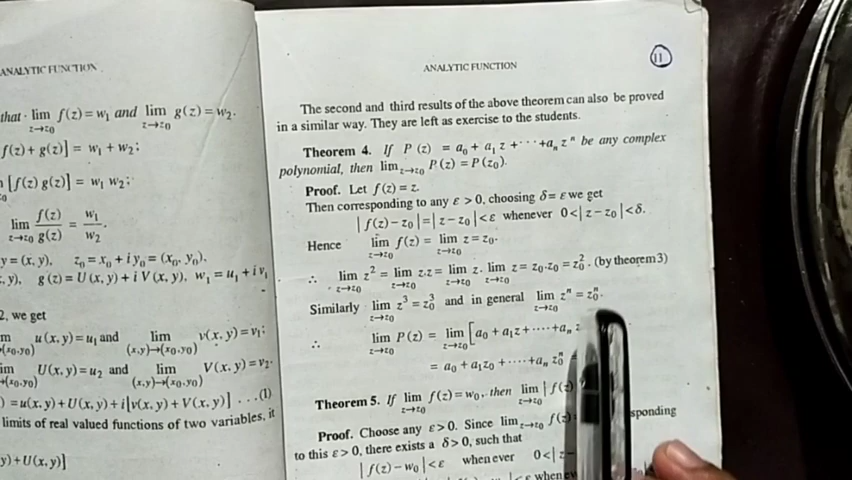 ANALYTIC FUNCTION
that lim f(z) = w₁ and lim g(z) = w₂.
z→z₀ z→z₀
f(z) + g(z)] = w₁ + w₂;
[f(z) g(z)] = w₁ w₂;
lim f(z)/g(z) = w₁/w₂.
z→z₀
y = (x, y), z₀ = x₀ + i y₀ = (x₀, y₀).
y), g(z) = U (x, y) + i V (x, y), w₁ = u₁ + i v₁
2, we get
u(x, y) = u₁ and lim v(x, y) = v₁;
(x₀,y₀) (x,y)→(x₀,y₀)
U(x, y) = u₂ and lim V(x, y) = v₂.
(x₀,y₀) (x,y)→(x₀,y₀)
) = u(x, y) + U(x, y) + i[v(x, y) + V(x, y)] ...(1)
limits of real valued functions of two variables, it
y) + U(x, y)]
ANALYTIC FUNCTION
11
The second and third results of the above theorem can also be proved
in a similar way. They are left as exercise to the students.
Theorem 4. If P (z) = a₀ + a₁ z + ··· + aₙ zⁿ be any complex
polynomial, then lim z→z₀ P(z) = P(z₀).
Proof. Let f(z) = z.
Then corresponding to any ε > 0, choosing δ = ε we get
| f(z) – z₀ | = | z – z₀ | < ε whenever 0 < | z – z₀ | < δ.
Hence lim f(z) = lim z = z₀.
z→z₀ z→z₀
∴ lim z² = lim z.z = lim z. lim z = z₀.z₀ = z₀². (by theorem 3)
z→z₀ z→z₀ z→z₀ z→z₀
Similarly lim z³ = z₀³ and in general lim zⁿ = z₀ⁿ.
z→z₀ z→z₀
∴ lim P(z) = lim [a₀ + a₁z + ···· + aₙ z
z→z₀ z→z₀
= a₀ + a₁z₀ + ···· + aₙ z₀ⁿ
Theorem 5. If lim f(z) = w₀, then lim | f(z)
z→z₀ z→z₀
Proof. Choose any ε > 0. Since lim z→z₀ f(z) sponding
to this ε > 0, there exists a δ > 0, such that
| f(z) – w₀ | < ε when ever 0 < | z –